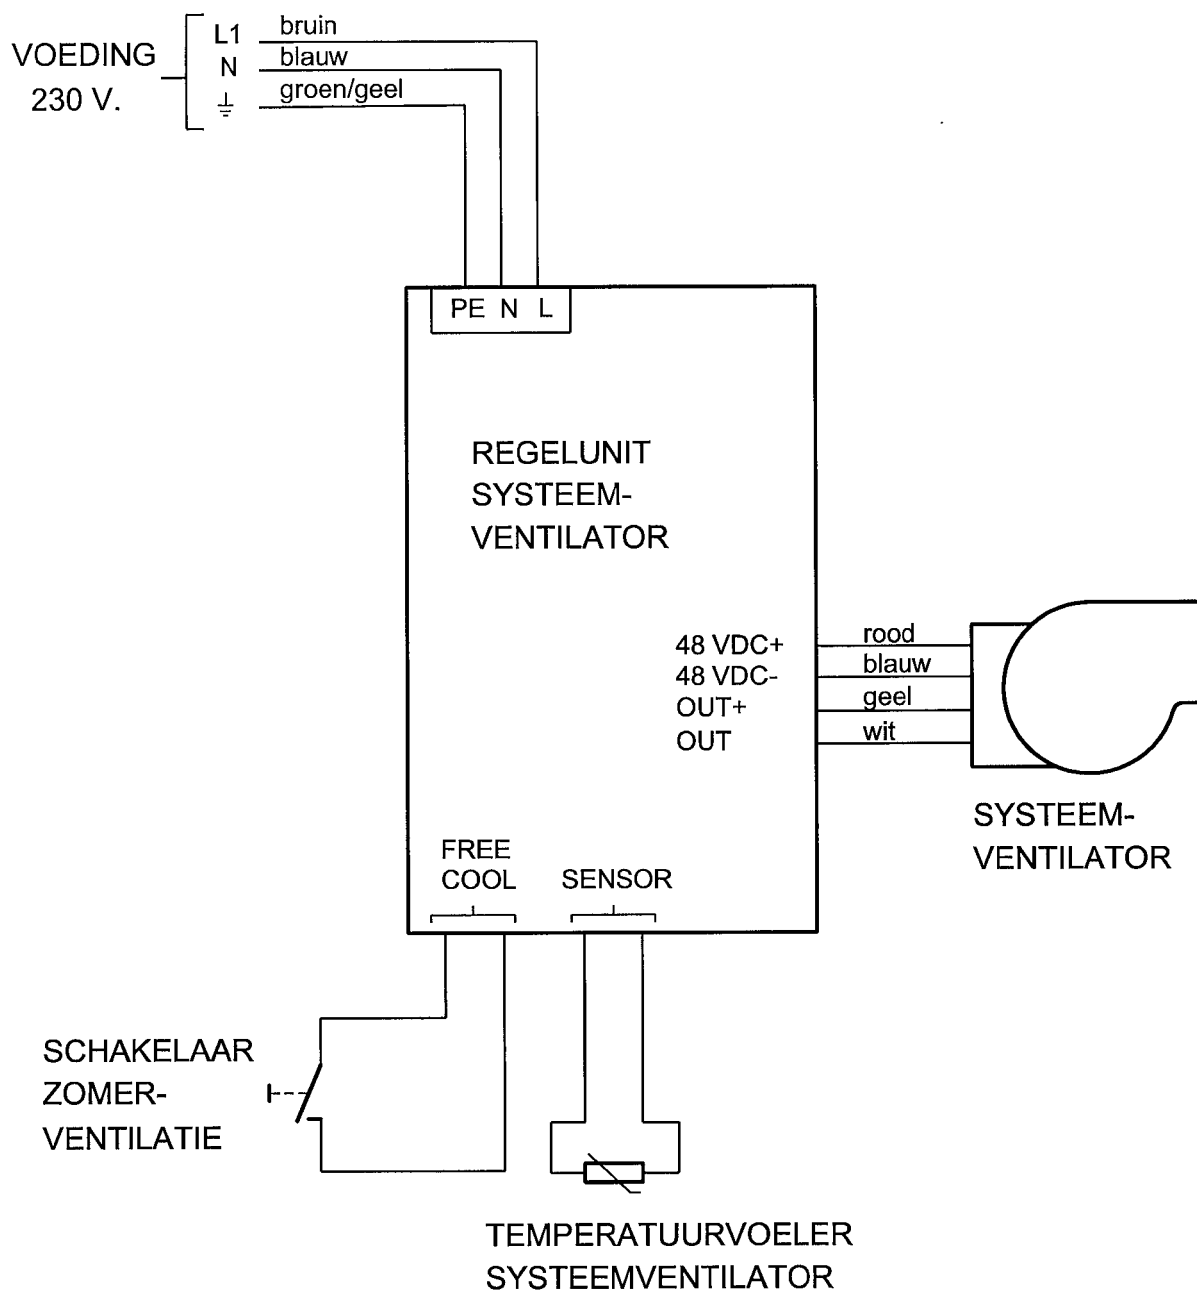 VOEDING
230 V.
L1
N
bruin
blauw
groen/geel
PE N L
REGELUNIT
SYSTEEM-
VENTILATOR
48 VDC+
48 VDC-
OUT+
OUT
rood
blauw
geel
wit
SYSTEEM-
VENTILATOR
FREE
COOL
SENSOR
SCHAKELAAR
ZOMER-
VENTILATIE
TEMPERATUURVOELER
SYSTEEMVENTILATOR